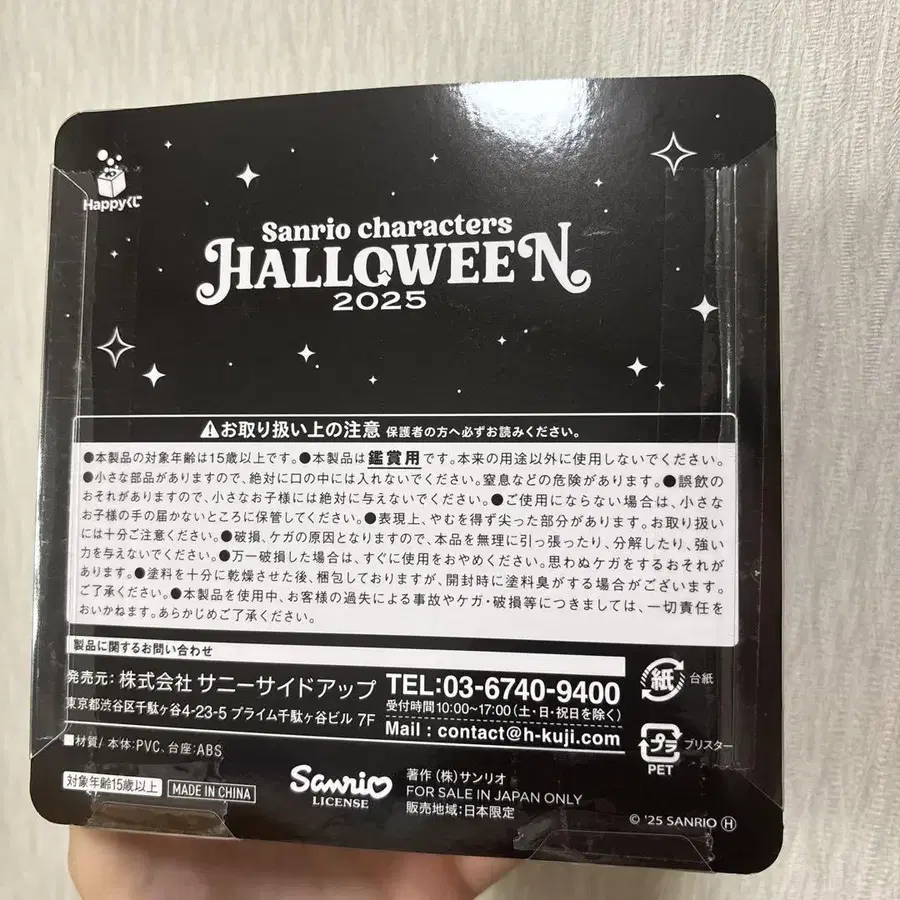 Happyくじ
Sanrio characters
HALLOWEEN
2025
⚠お取り扱い上の注意 保護者の方へ必ずお読みください。
●本製品の対象年齢は15歳以上です。●本製品は鑑賞用です。本来の用途以外に使用しないでください。
●小さな部品がありますので、絶対に口の中には入れないでください。窒息などの危険があります。●誤飲の
おそれがありますので、小さなお子様には絶対に与えないでください。●ご使用にならない場合は、小さな
お子様の手の届かないところに保管してください。●表現上、やむを得ず尖った部分があります。お取り扱い
には十分ご注意ください。●破損、ケガの原因となりますので、本品を無理に引っ張ったり、分解したり、強い
力を与えないでください。●万一破損した場合は、すぐに使用をおやめください。思わぬケガをするおそれが
あります。●塗料を十分に乾燥させた後、梱包しておりますが、開封時に塗料臭がする場合がございます。
ご了承ください。●本製品を使用中、お客様の過失による事故やケガ・破損等につきましては、一切責任を
おいかねます。あらかじめご了承ください。
製品に関するお問い合わせ
発売元：株式会社 サニーサイドアップ
東京都渋谷区千駄ヶ谷4-23-5 プライム千駄ヶ谷ビル 7F
TEL:03-6740-9400
受付時間10:00~17:00(土・日・祝日を除く)
Mail : contact@h-kuji.com
紙 台紙
プラ ブリスター
PET
■材質/ 本体:PVC、台座:ABS
対象年齢15歳以上 MADE IN CHINA
Sanrio
LICENSE
著作 (株)サンリオ
FOR SALE IN JAPAN ONLY
販売地域:日本限定
© '25 SANRIO Ⓗ